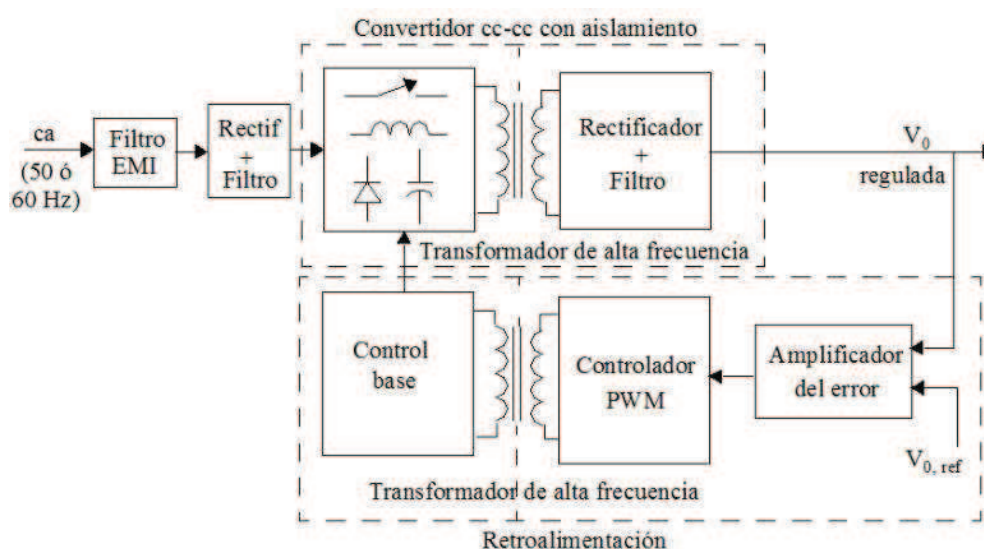 Convertidor cc-cc con aislamiento
ca
(50 ó
60 Hz)
Filtro
EMI
Rectif
+
Filtro
Rectificador
+
Filtro
V0
regulada
Transformador de alta frecuencia
Control
base
Controlador
PWM
Amplificador
del error
V0, ref
Transformador de alta frecuencia
Retroalimentación